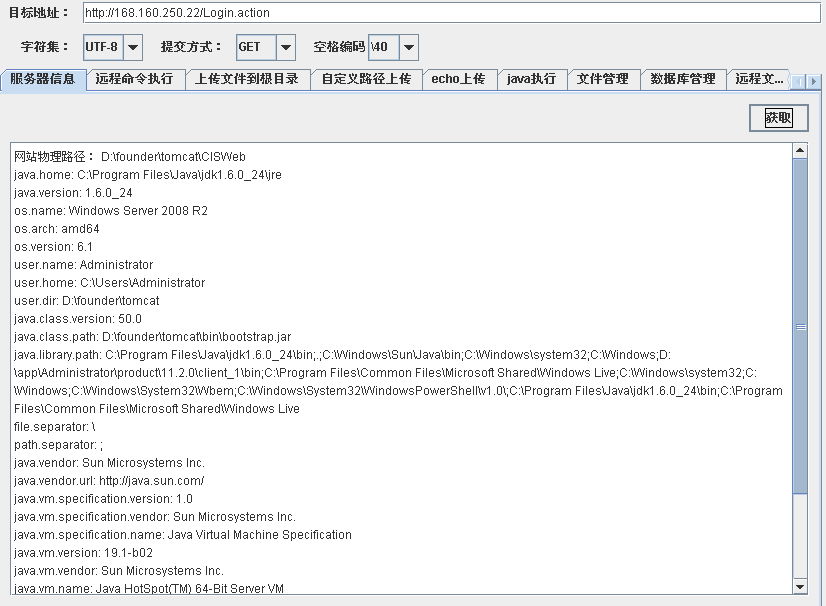 目标地址： http://168.160.250.22/Login.action
字符集： UTF-8 提交方式： GET 空格编码 \40
服务器信息 远程命令执行 上传文件到根目录 自定义路径上传 echo上传 java执行 文件管理 数据库管理 远程文...
获取
网站物理路径： D:\founder\tomcat\CISWeb
java.home: C:\Program Files\Java\jdk1.6.0_24\jre
java.version: 1.6.0_24
os.name: Windows Server 2008 R2
os.arch: amd64
os.version: 6.1
user.name: Administrator
user.home: C:\Users\Administrator
user.dir: D:\founder\tomcat
java.class.version: 50.0
java.class.path: D:\founder\tomcat\bin\bootstrap.jar
java.library.path: C:\Program Files\Java\jdk1.6.0_24\bin;.;C:\Windows\Sun\Java\bin;C:\Windows\system32;C:\Windows;D:
\app\Administrator\product\11.2.0\client_1\bin;C:\Program Files\Common Files\Microsoft Shared\Windows Live;C:\Windows\system32;C:
\Windows;C:\Windows\System32\Wbem;C:\Windows\System32\WindowsPowerShell\v1.0\;C:\Program Files\Java\jdk1.6.0_24\bin;C:\Program
Files\Common Files\Microsoft Shared\Windows Live
file.separator: \
path.separator: ;
java.vendor: Sun Microsystems Inc.
java.vendor.url: http://java.sun.com/
java.vm.specification.version: 1.0
java.vm.specification.vendor: Sun Microsystems Inc.
java.vm.specification.name: Java Virtual Machine Specification
java.vm.version: 19.1-b02
java.vm.vendor: Sun Microsystems Inc.
java.vm.name: Java HotSpot(TM) 64-Bit Server VM